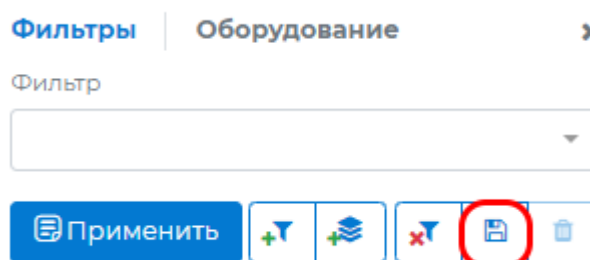 Фильтры Оборудование
Фильтр
Применить